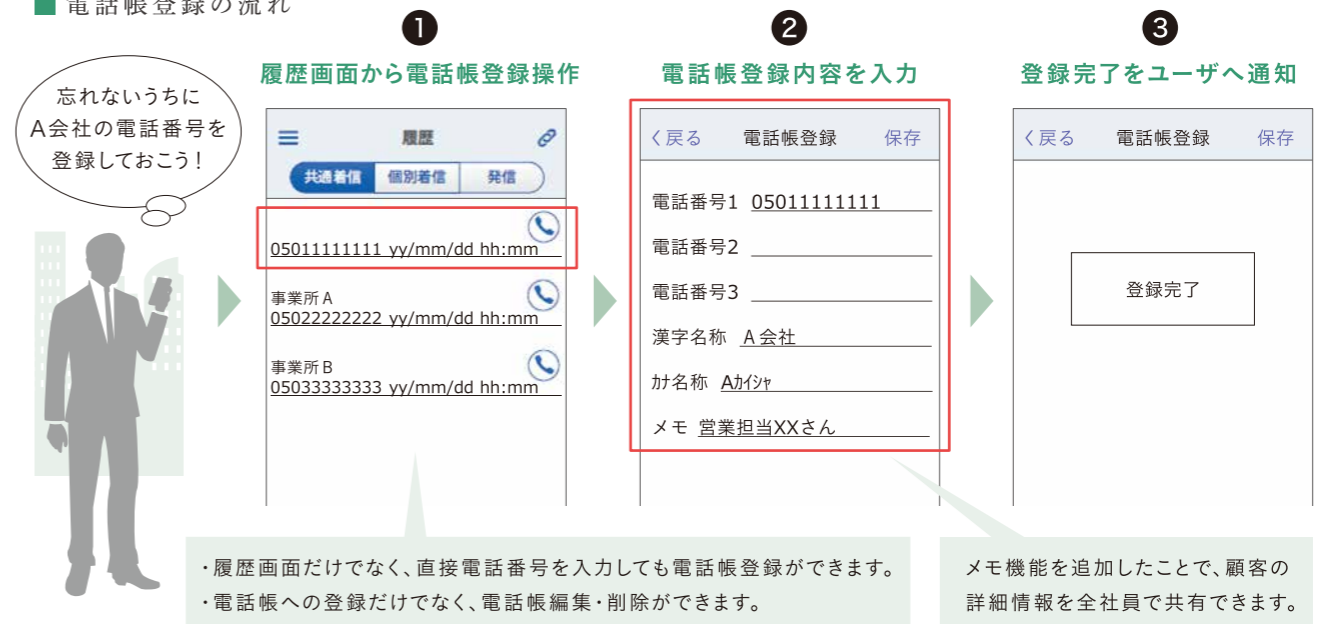 ■電話帳登録の流れ
忘れないうちに
A会社の電話番号を
登録しておこう！
❶
履歴画面から電話帳登録操作
履歴
共通着信 個別着信 発信
05011111111 yy/mm/dd hh:mm
事業所A
05022222222 yy/mm/dd hh:mm
事業所B
05033333333 yy/mm/dd hh:mm
❷
電話帳登録内容を入力
く戻る 電話帳登録 保存
電話番号1 05011111111
電話番号2
電話番号3
漢字名称 A会社
ｶﾅ名称 Aｶｲｼｬ
メモ 営業担当XXさん
❸
登録完了をユーザへ通知
く戻る 電話帳登録 保存
登録完了
・履歴画面だけでなく、直接電話番号を入力しても電話帳登録ができます。
・電話帳への登録だけでなく、電話帳編集・削除ができます。
メモ機能を追加したことで、顧客の
詳細情報を全社員で共有できます。